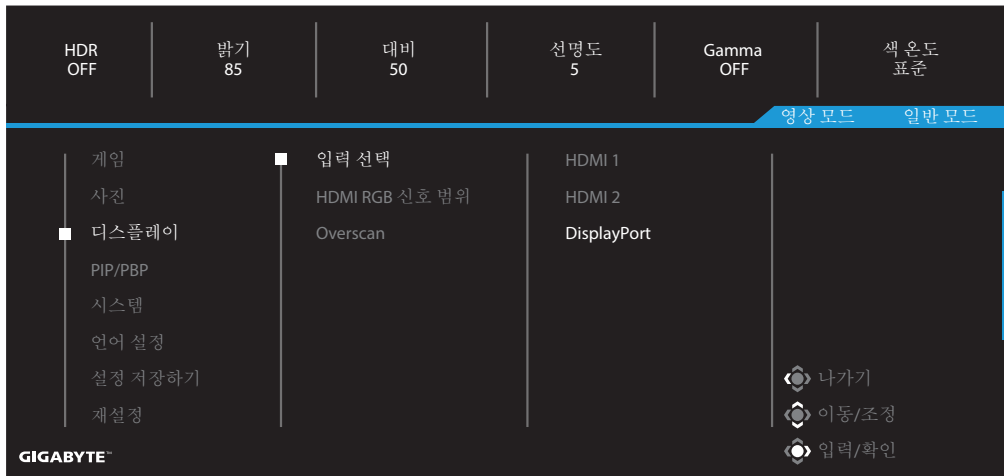 HDR 밝기 대비 선명도 Gamma 색 온도
OFF 85 50 5 OFF 표준
영상 모드 일반 모드
게임 입력 선택 HDMI 1
사진 HDMI RGB 신호 범위 HDMI 2
디스플레이 Overscan DisplayPort
PIP/PBP
시스템
언어 설정
설정 저장하기 나가기
재설정 이동/조정
GIGABYTE™ 입력/확인